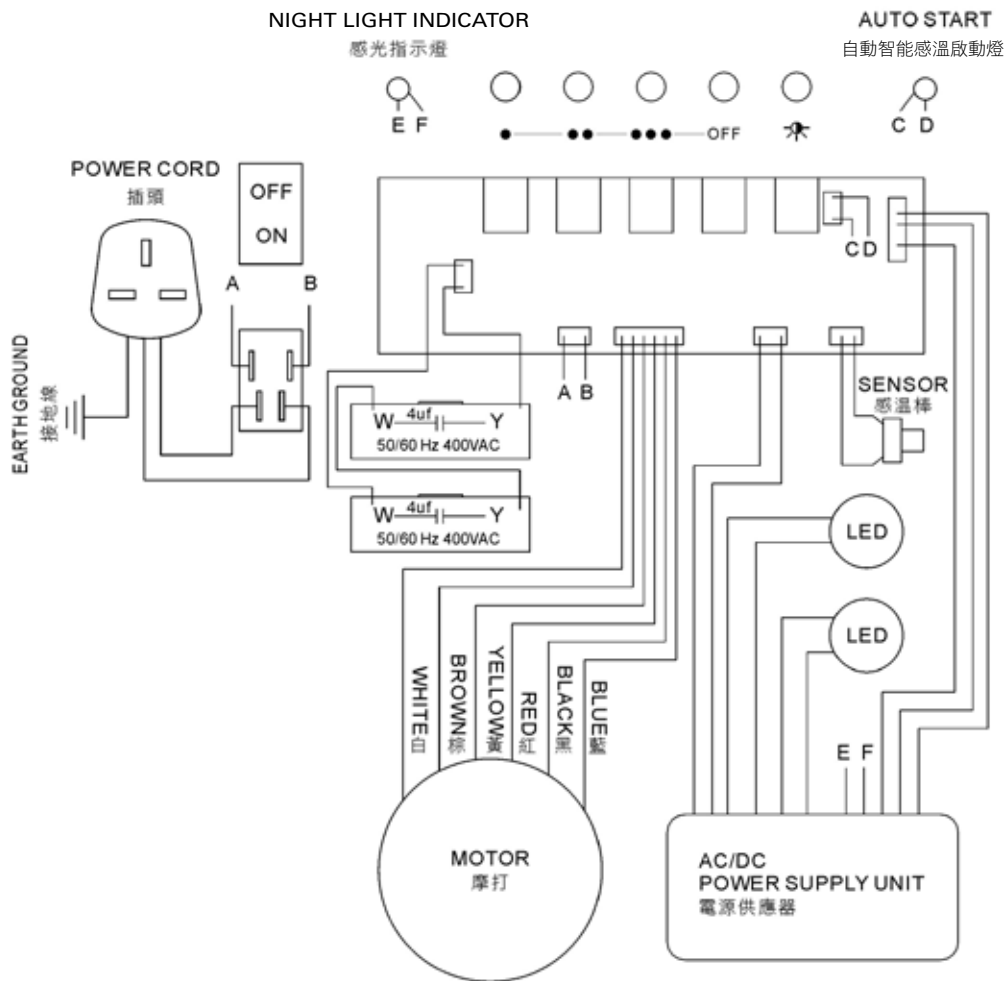 NIGHT LIGHT INDICATOR
感光指示燈
AUTO START
自動智能感溫啟動燈
E F
OFF
C D
POWER CORD
插頭
OFF
ON
A
B
C D
A B
EARTH GROUND
接地線
SENSOR
感溫棒
W 4uf Y
50/60 Hz 400VAC
W 4uf Y
50/60 Hz 400VAC
LED
LED
WHITE白
BROWN棕
YELLOW黃
RED紅
BLACK黑
BLUE藍
E F
MOTOR
摩打
AC/DC
POWER SUPPLY UNIT
電源供應器